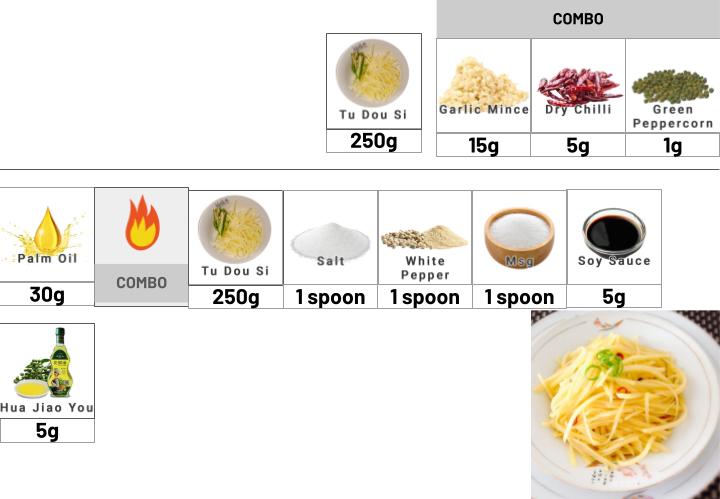 COMBO
Tu Dou Si
Garlic Mince
Dry Chilli
Green
Peppercorn
250g
15g
5g
1g
Palm Oil
COMBO
Tu Dou Si
Salt
White
Pepper
Msg
Soy Sauce
30g
250g
1 spoon
1 spoon
1 spoon
5g
Hua Jiao You
5g